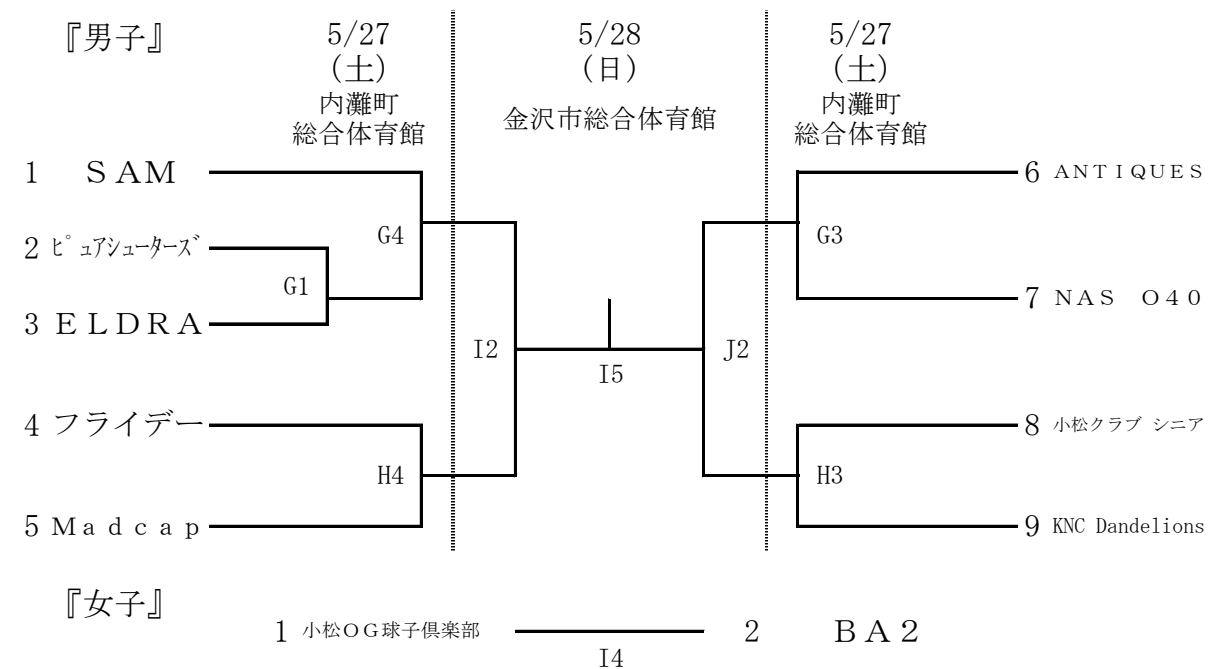 『男子』
5/27
(土)
内灘町
総合体育館
5/28
(日)
金沢市総合体育館
5/27
(土)
内灘町
総合体育館
1 SAM
2 ﾋﾟｭｱｼｭｰﾀｰｽﾞ
3 ELDRA
4 フライデー
5 Madcap
G1
G4
H4
I2
I5
J2
G3
H3
6 ANTIQUES
7 NAS O40
8 小松クラブ シニア
9 KNC Dandelions
『女子』
1 小松OG球子倶楽部
I4
2 BA2